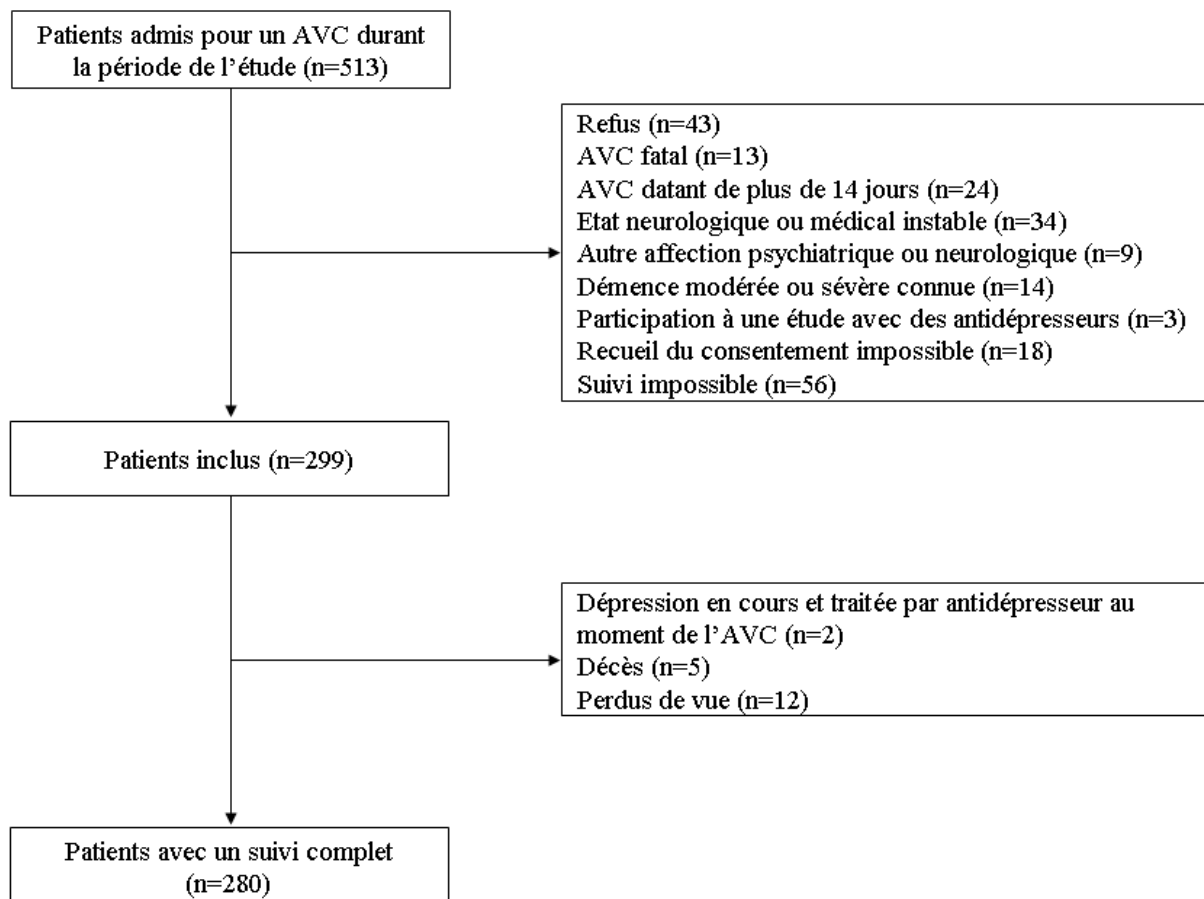 Patients admis pour un AVC durant
la période de l'étude (n=513)
Refus (n=43)
AVC fatal (n=13)
AVC datant de plus de 14 jours (n=24)
Etat neurologique ou médical instable (n=34)
Autre affection psychiatrique ou neurologique (n=9)
Démence modérée ou sévère connue (n=14)
Participation à une étude avec des antidépresseurs (n=3)
Recueil du consentement impossible (n=18)
Suivi impossible (n=56)
Patients inclus (n=299)
Dépression en cours et traitée par antidépresseur au
moment de l'AVC (n=2)
Décès (n=5)
Perdus de vue (n=12)
Patients avec un suivi complet
(n=280)